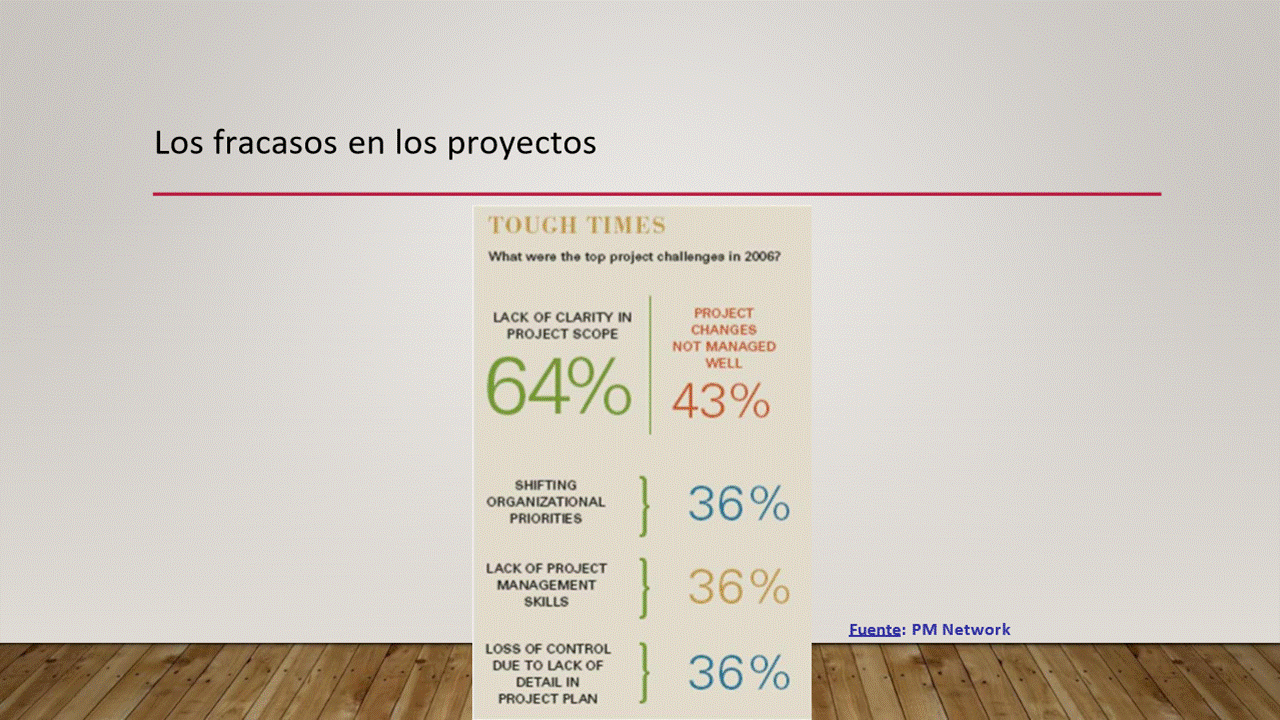 Los fracasos en los proyectos
TOUGH TIMES
What were the top project challenges in 2006?
LACK OF CLARITY IN
PROJECT SCOPE
64%
PROJECT
CHANGES
NOT MANAGED
WELL
43%
SHIFTING
ORGANIZATIONAL
PRIORITIES
36%
LACK OF PROJECT
MANAGEMENT
SKILLS
36%
LOSS OF CONTROL
DUE TO LACK OF
DETAIL IN
PROJECT PLAN
36%
Fuente: PM Network